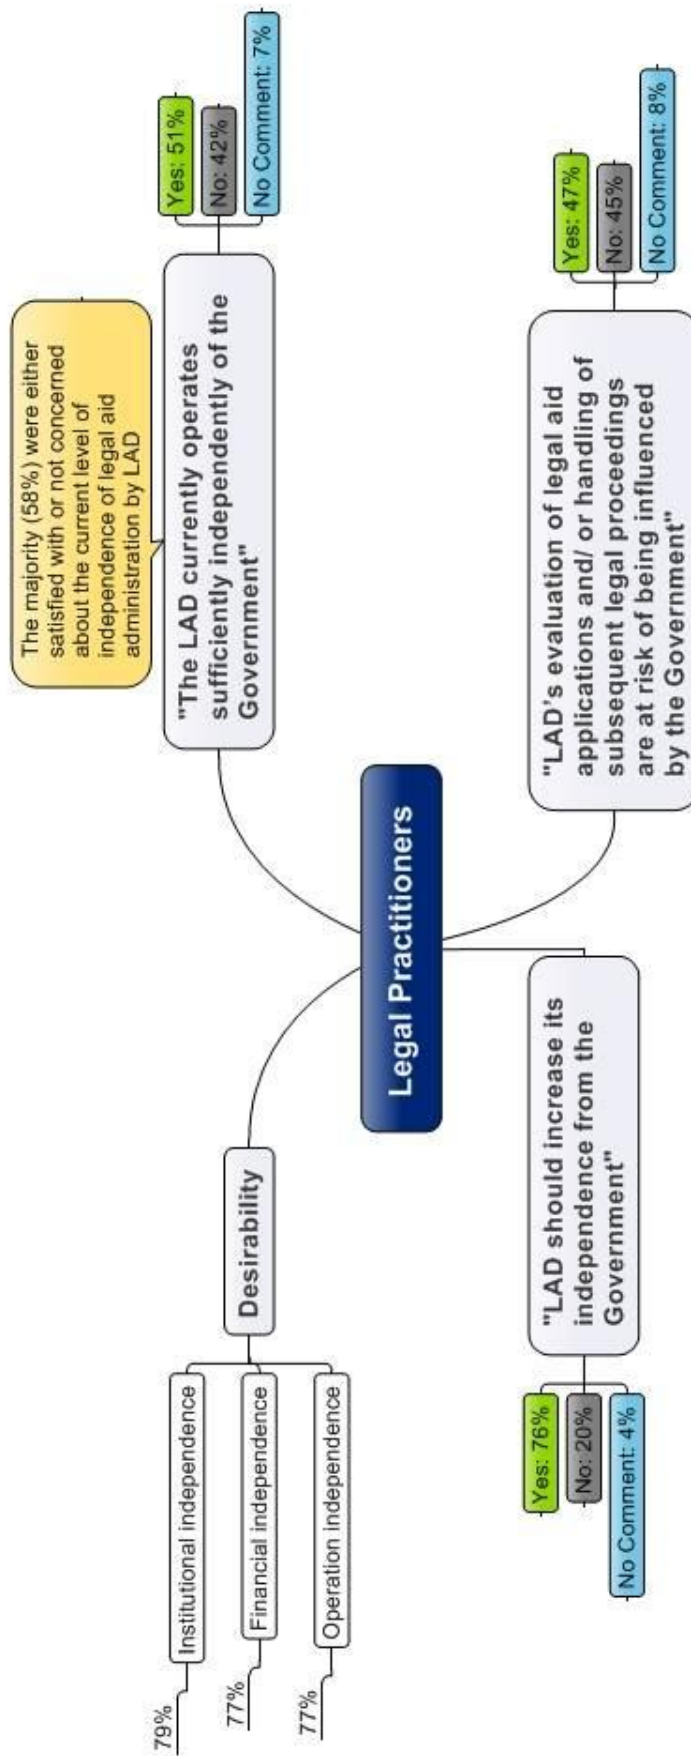 The majority (58%) were either
satisfied with or not concerned
about the current level of
independence of legal aid
administration by LAD
"The LAD currently operates
sufficiently independently of the
Government"
Yes: 51%
No: 42%
No Comment: 7%
Desirability
Institutional independence
79%
Financial independence
77%
Operation independence
77%
Legal Practitioners
"LAD should increase its
independence from the
Government"
Yes: 76%
No: 20%
No Comment: 4%
"LAD's evaluation of legal aid
applications and/ or handling of
subsequent legal proceedings
are at risk of being influenced
by the Government"
Yes: 47%
No: 45%
No Comment: 8%